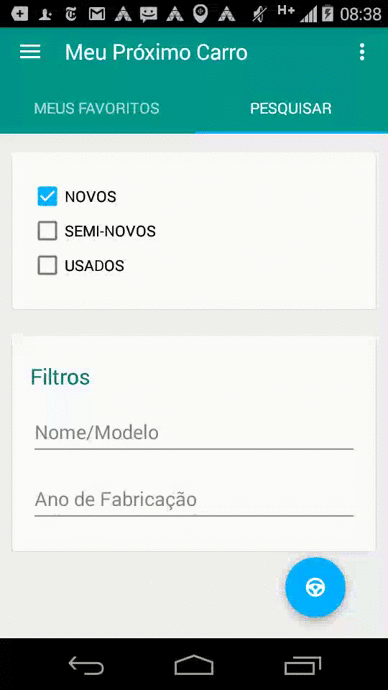 H+ 08:38
Meu Próximo Carro
MEUS FAVORITOS PESQUISAR
NOVOS
SEMI-NOVOS
USADOS
Filtros
Nome/Modelo
Ano de Fabricação